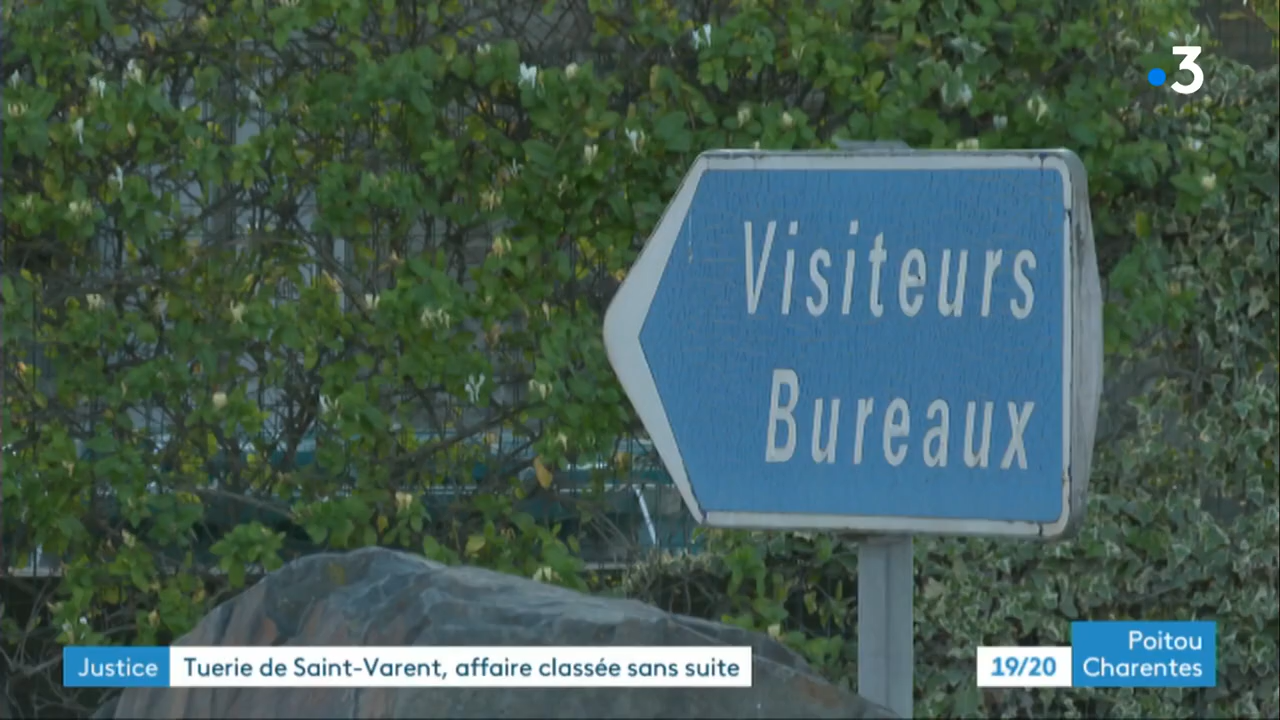 3
Visiteurs
Bureaux
Justice Tuerie de Saint-Varent, affaire classée sans suite
19/20 Poitou
Charentes